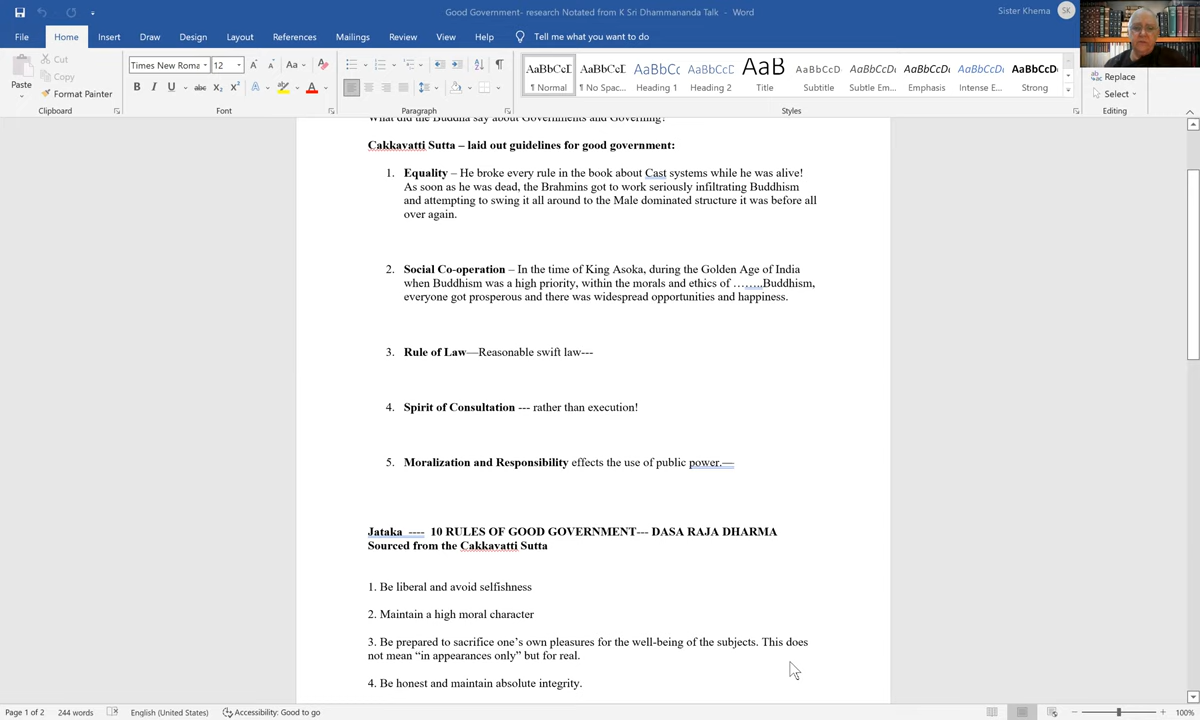 Good Government- research Notated from K Sri Dhammananda Talk - Word
Sister Khema SK
File Home Insert Draw Design Layout References Mailings Review View Help Tell me what you want to do
Paste
Cut
Copy
Format Painter
Clipboard
Times New Roma 12
Font
Paragraph
AaBbCcI AaBbCcI AaBbCc AaBbCcC AaB AaBbCcD AaBbCcDi AaBbCcDi AaBbCcDi AaBbCcDi
¶ Normal ¶ No Spac... Heading 1 Heading 2 Title Subtitle Subtle Em... Emphasis Intense E... Strong
Styles
Replace
Select
Editing
What did the Buddha say about Governments and Governing?
Cakkavatti Sutta – laid out guidelines for good government:
1. Equality – He broke every rule in the book about Cast systems while he was alive!
As soon as he was dead, the Brahmins got to work seriously infiltrating Buddhism
and attempting to swing it all around to the Male dominated structure it was before all
over again.
2. Social Co-operation – In the time of King Asoka, during the Golden Age of India
when Buddhism was a high priority, within the morals and ethics of ……..Buddhism,
everyone got prosperous and there was widespread opportunities and happiness.
3. Rule of Law—Reasonable swift law---
4. Spirit of Consultation --- rather than execution!
5. Moralization and Responsibility effects the use of public power.—
Jataka ---- 10 RULES OF GOOD GOVERNMENT--- DASA RAJA DHARMA
Sourced from the Cakkavatti Sutta
1. Be liberal and avoid selfishness
2. Maintain a high moral character
3. Be prepared to sacrifice one’s own pleasures for the well-being of the subjects. This does
not mean “in appearances only” but for real.
4. Be honest and maintain absolute integrity.
Page 1 of 2 244 words English (United States) Accessibility: Good to go 100%